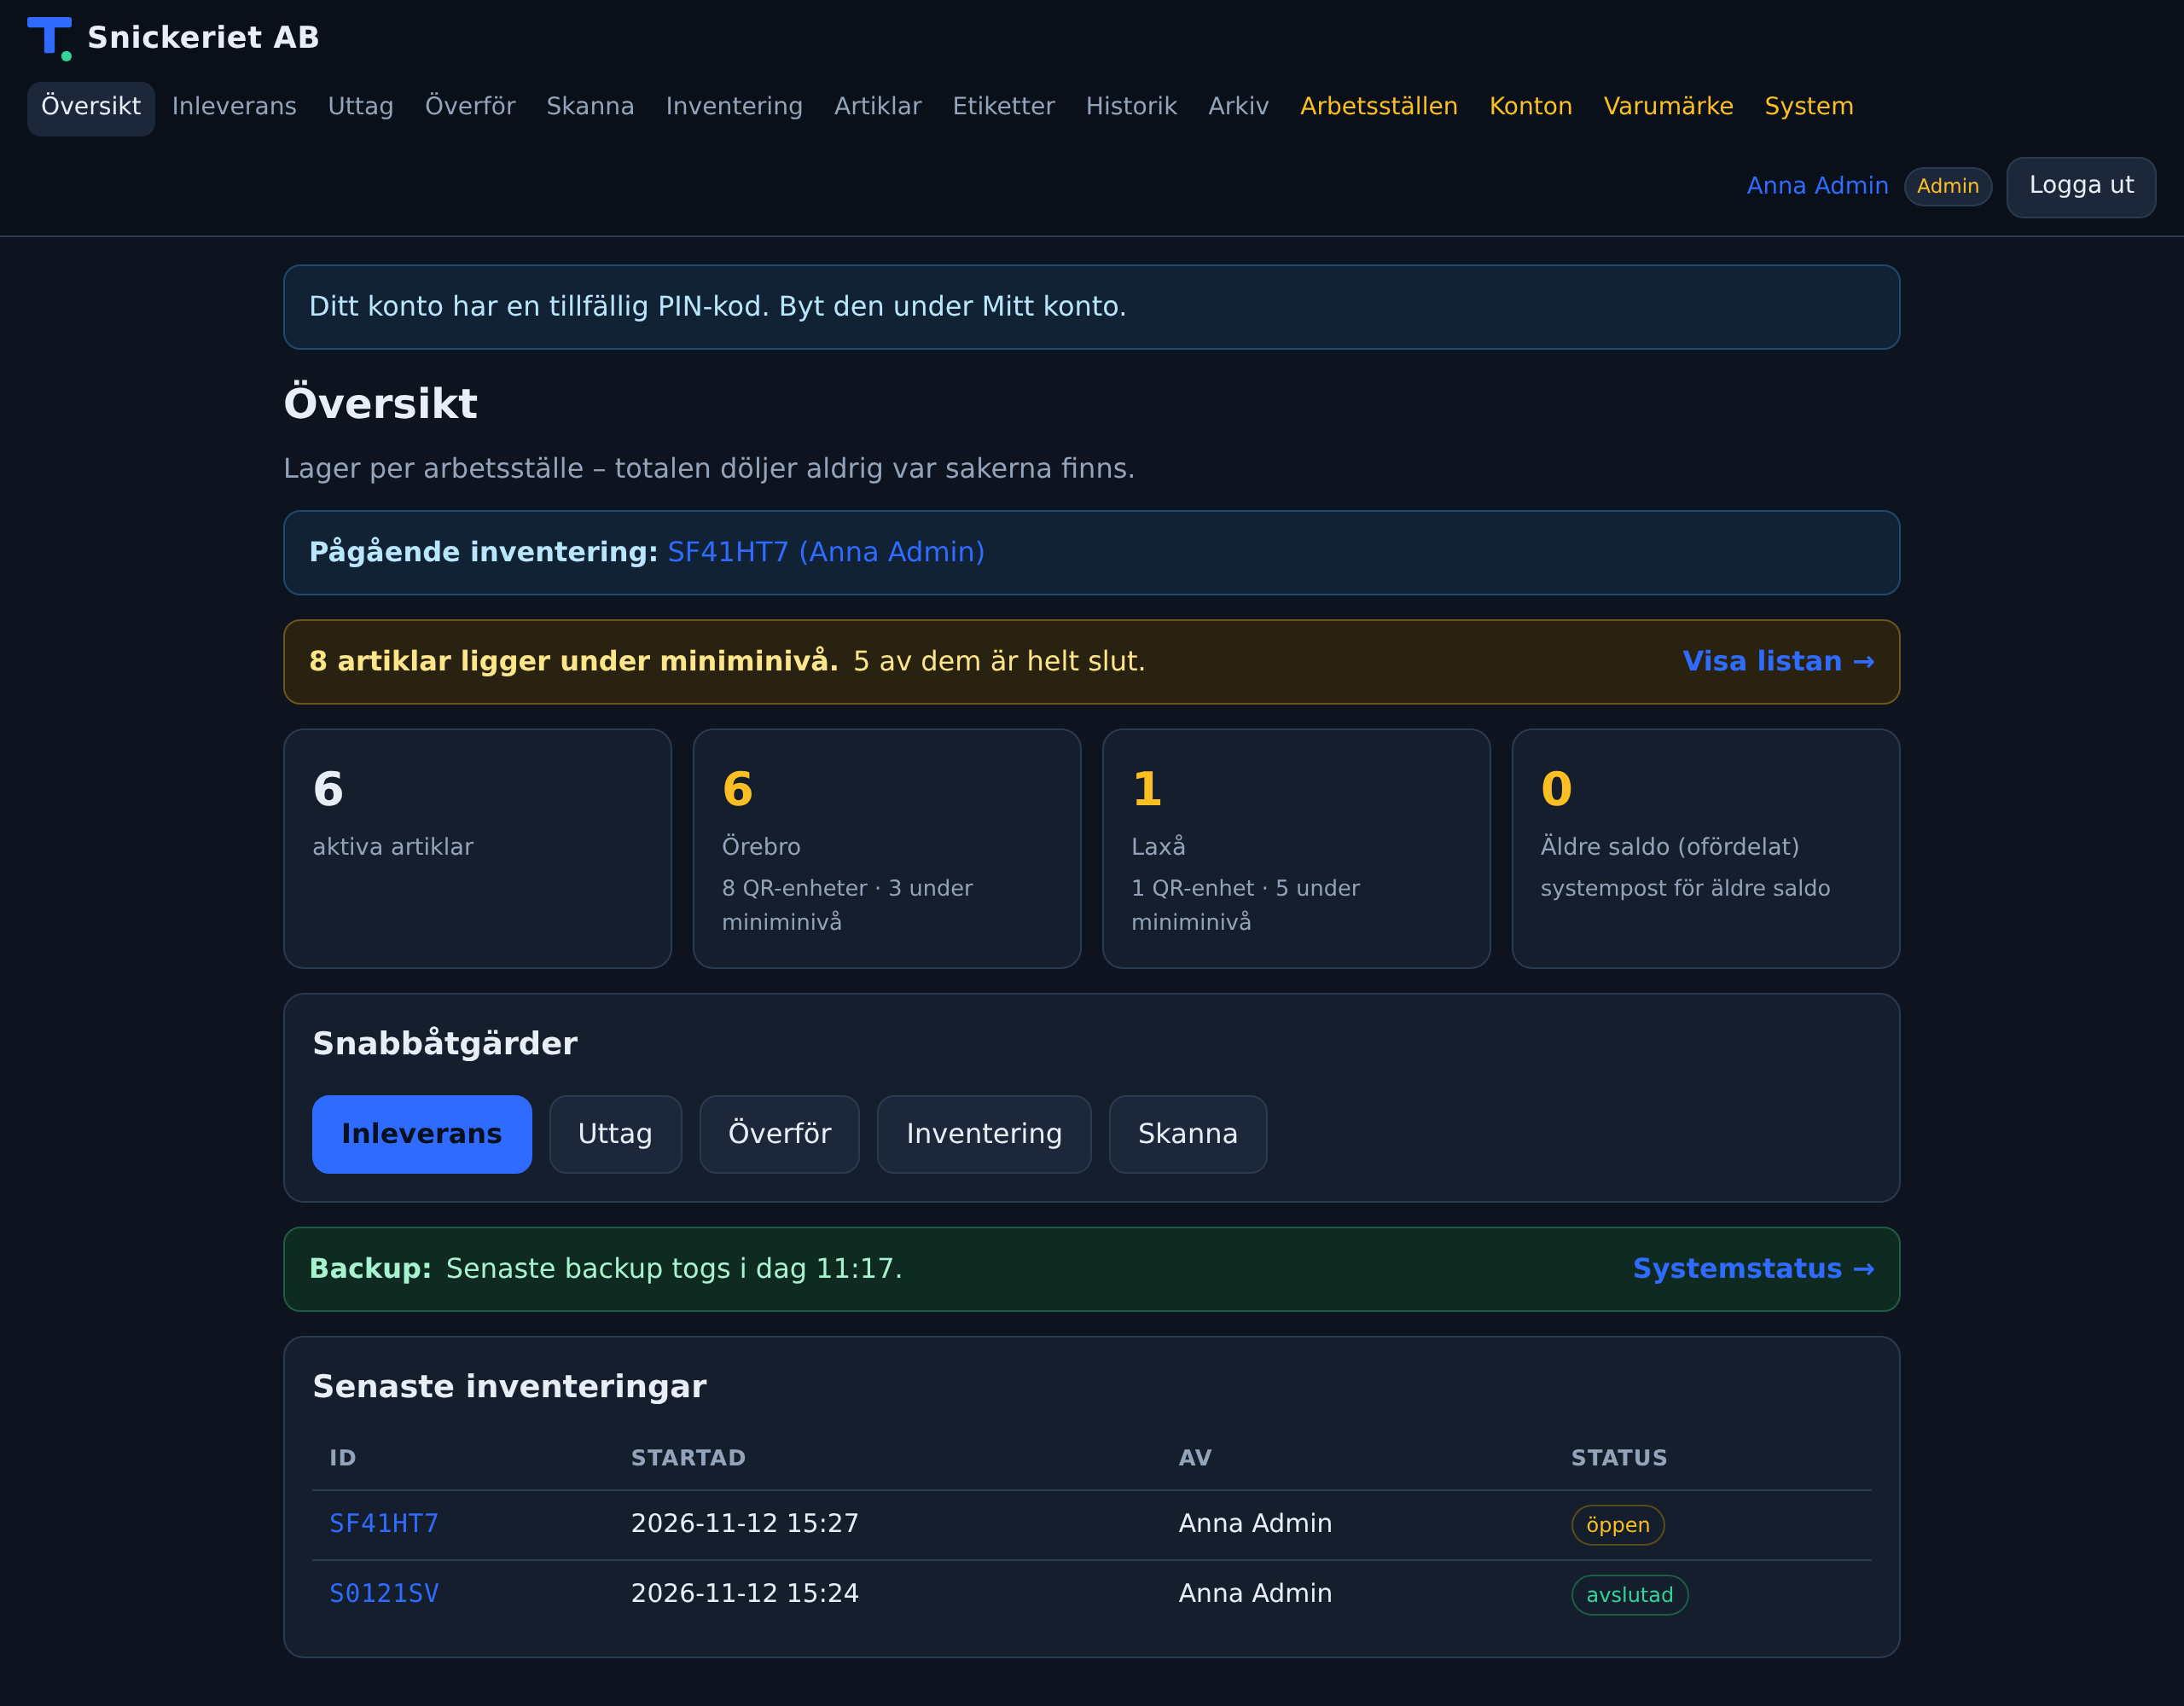 Snickeriet AB
Översikt Inleverans Uttag Överför Skanna Inventering Artiklar Etiketter Historik Arkiv Arbetsställen Konton Varumärke System
Anna Admin Admin Logga ut
Ditt konto har en tillfällig PIN-kod. Byt den under Mitt konto.
Översikt
Lager per arbetsställe – totalen döljer aldrig var sakerna finns.
Pågående inventering: SF41HT7 (Anna Admin)
8 artiklar ligger under miniminivå. 5 av dem är helt slut. Visa listan →
6
aktiva artiklar
6
Örebro
8 QR-enheter · 3 under
miniminivå
1
Laxå
1 QR-enhet · 5 under
miniminivå
0
Äldre saldo (ofördelat)
systempost för äldre saldo
Snabbåtgärder
Inleverans Uttag Överför Inventering Skanna
Backup: Senaste backup togs i dag 11:17. Systemstatus →
Senaste inventeringar
ID STARTAD AV STATUS
SF41HT7 2026-11-12 15:27 Anna Admin öppen
S0121SV 2026-11-12 15:24 Anna Admin avslutad